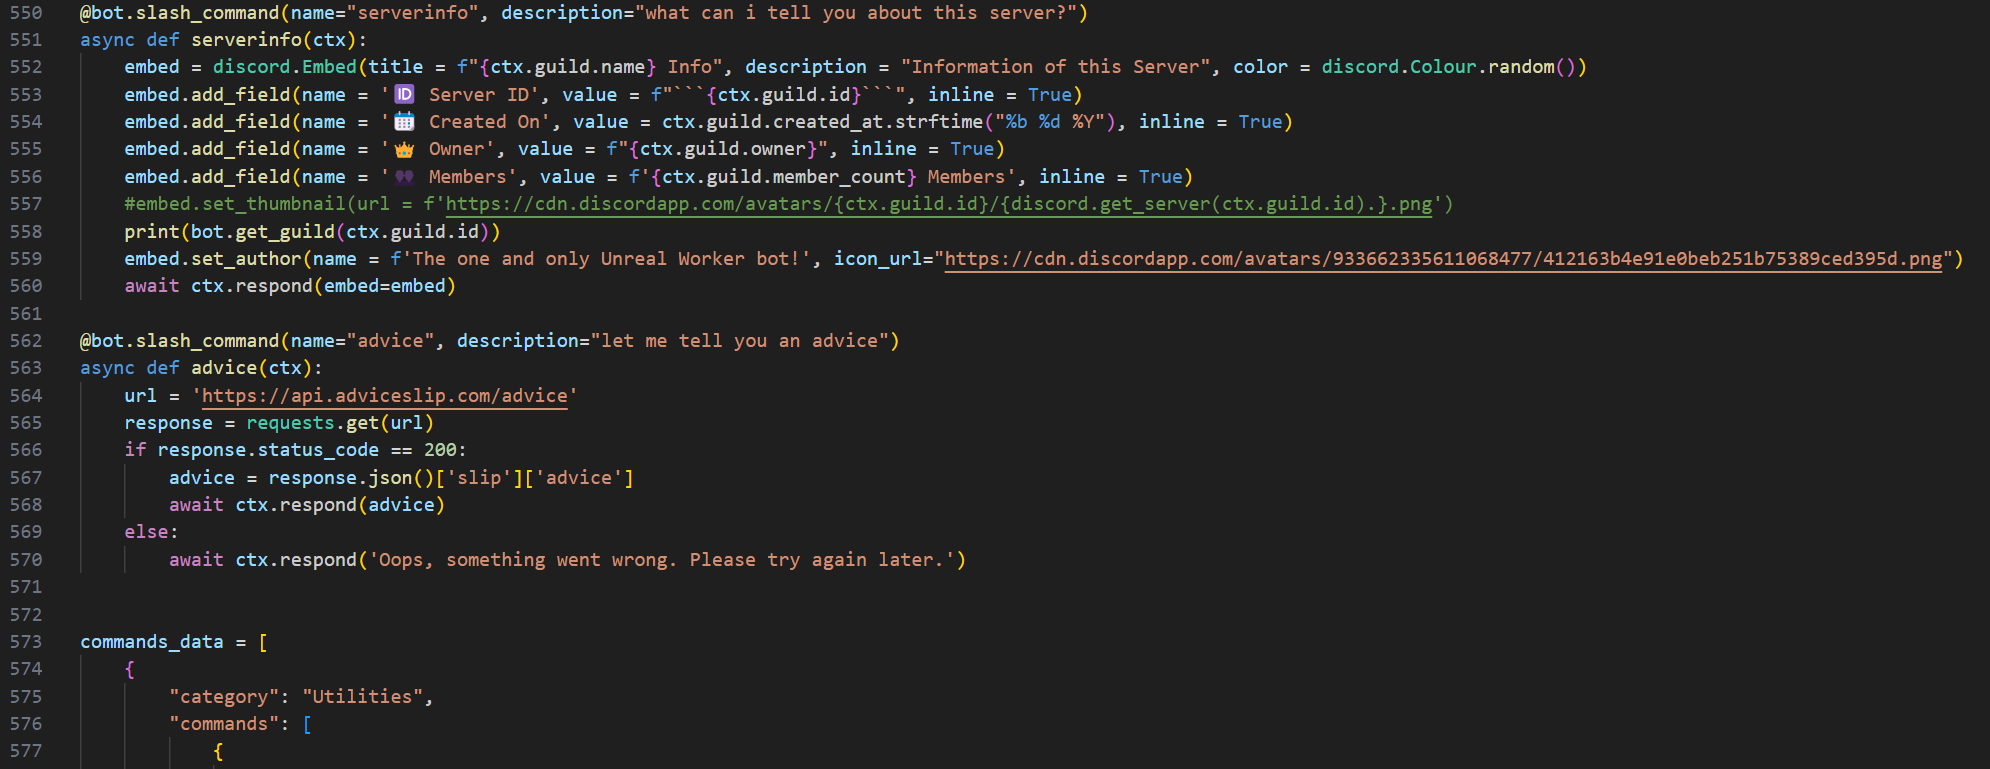 550 @bot.slash_command(name="serverinfo", description="what can i tell you about this server?")
551 async def serverinfo(ctx):
552     embed = discord.Embed(title = f"{ctx.guild.name} Info", description = "Information of this Server", color = discord.Colour.random())
553     embed.add_field(name = '🆔 Server ID', value = f"```{ctx.guild.id}```", inline = True)
554     embed.add_field(name = '📆 Created On', value = ctx.guild.created_at.strftime("%b %d %Y"), inline = True)
555     embed.add_field(name = '👑 Owner', value = f"{ctx.guild.owner}", inline = True)
556     embed.add_field(name = '👥 Members', value = f'{ctx.guild.member_count} Members', inline = True)
557     #embed.set_thumbnail(url = f'https://cdn.discordapp.com/avatars/{ctx.guild.id}/{discord.get_server(ctx.guild.id).}.png')
558     print(bot.get_guild(ctx.guild.id))
559     embed.set_author(name = f'The one and only Unreal Worker bot!', icon_url="https://cdn.discordapp.com/avatars/933662335611068477/412163b4e91e0beb251b75389ced395d.png")
560     await ctx.respond(embed=embed)
561
562 @bot.slash_command(name="advice", description="let me tell you an advice")
563 async def advice(ctx):
564     url = 'https://api.adviceslip.com/advice'
565     response = requests.get(url)
566     if response.status_code == 200:
567         advice = response.json()['slip']['advice']
568         await ctx.respond(advice)
569     else:
570         await ctx.respond('Oops, something went wrong. Please try again later.')
571
572
573 commands_data = [
574     {
575         "category": "Utilities",
576         "commands": [
577             {